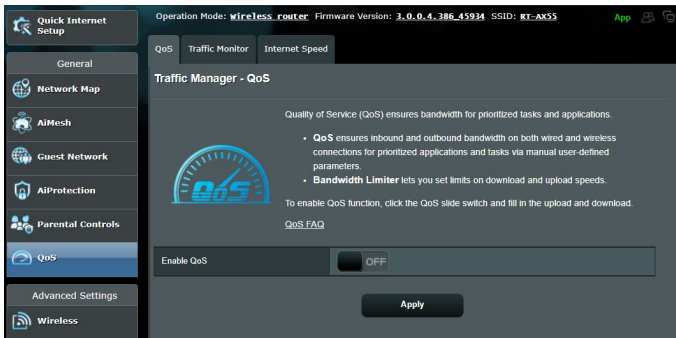 Quick Internet
Setup
Operation Mode: Wireless router Firmware Version: 3.0.0.4.386_45934 SSID: RT-AX55
App
QoS Traffic Monitor Internet Speed
General
Traffic Manager - QoS
Network Map
Quality of Service (QoS) ensures bandwidth for prioritized tasks and applications.
AiMesh
• QoS ensures inbound and outbound bandwidth on both wired and wireless
connections for prioritized applications and tasks via manual user-defined
parameters.
Guest Network
• Bandwidth Limiter lets you set limits on download and upload speeds.
QoS
AiProtection
To enable QoS function, click the QoS slide switch and fill in the upload and download.
Parental Controls
QoS FAQ
QoS
Enable QoS OFF
Advanced Settings
Apply
Wireless